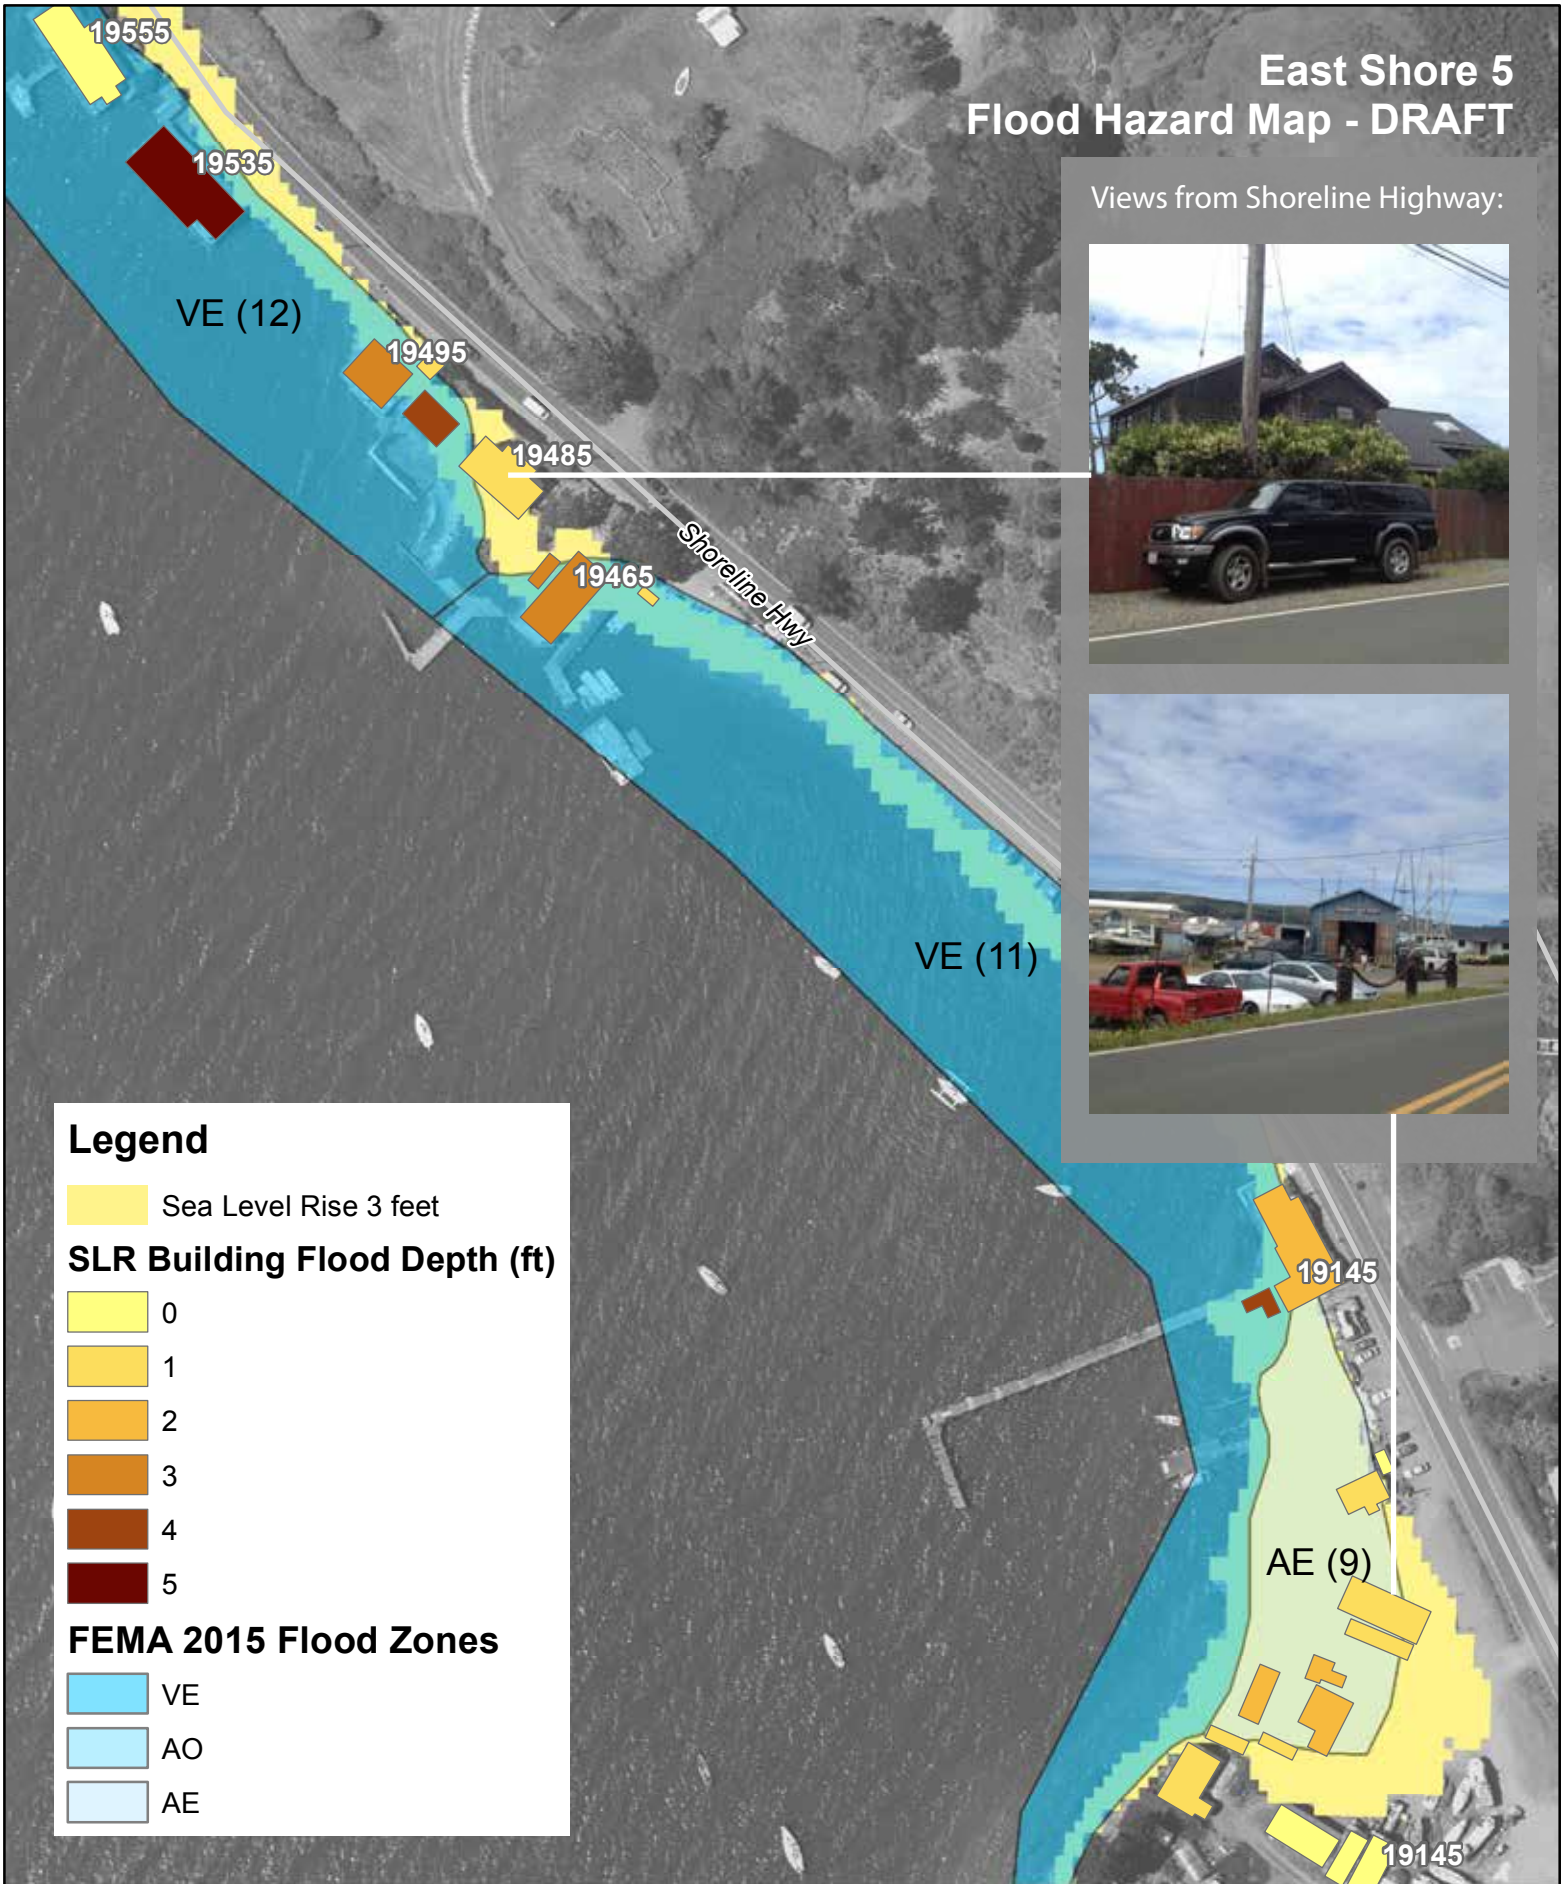 East Shore 5
Flood Hazard Map - DRAFT
Views from Shoreline Highway:
19555
19535
VE (12)
19495
19485
19465
Shoreline Hwy
VE (11)
19145
AE (9)
19145
Legend
Sea Level Rise 3 feet
SLR Building Flood Depth (ft)
0
1
2
3
4
5
FEMA 2015 Flood Zones
VE
AO
AE